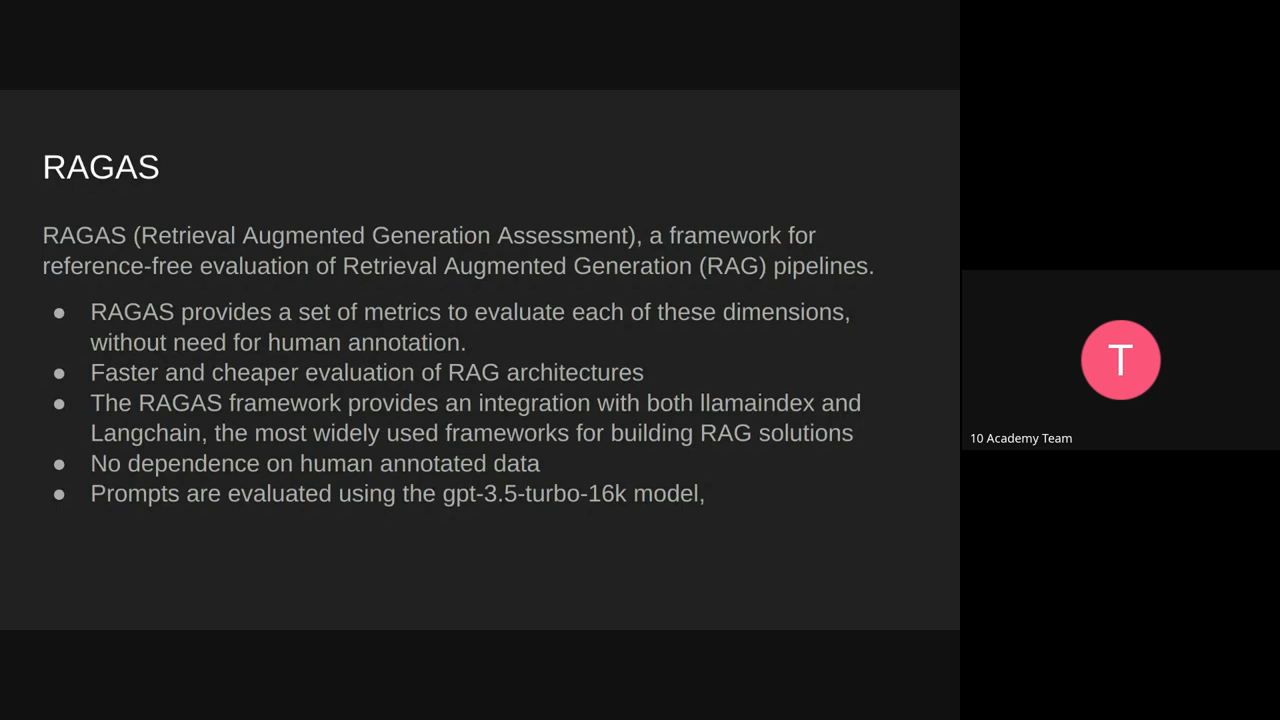 RAGAS
RAGAS (Retrieval Augmented Generation Assessment), a framework for
reference-free evaluation of Retrieval Augmented Generation (RAG) pipelines.
● RAGAS provides a set of metrics to evaluate each of these dimensions,
without need for human annotation.
● Faster and cheaper evaluation of RAG architectures
● The RAGAS framework provides an integration with both llamaindex and
Langchain, the most widely used frameworks for building RAG solutions
● No dependence on human annotated data
● Prompts are evaluated using the gpt-3.5-turbo-16k model,
T
10 Academy Team